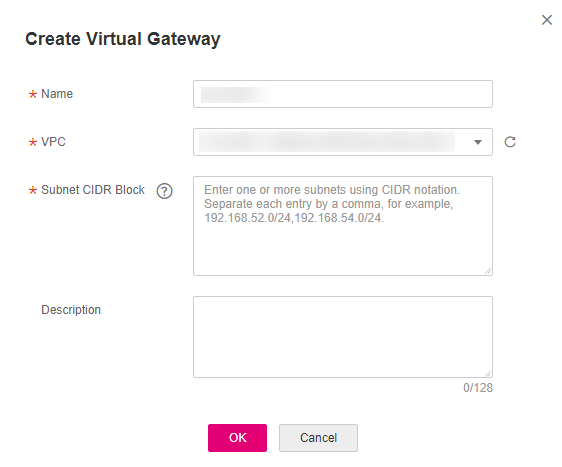 Create Virtual Gateway
* Name
* VPC
* Subnet CIDR Block ?
Enter one or more subnets using CIDR notation.
Separate each entry by a comma, for example,
192.168.52.0/24,192.168.54.0/24.
Description
0/128
OK
Cancel